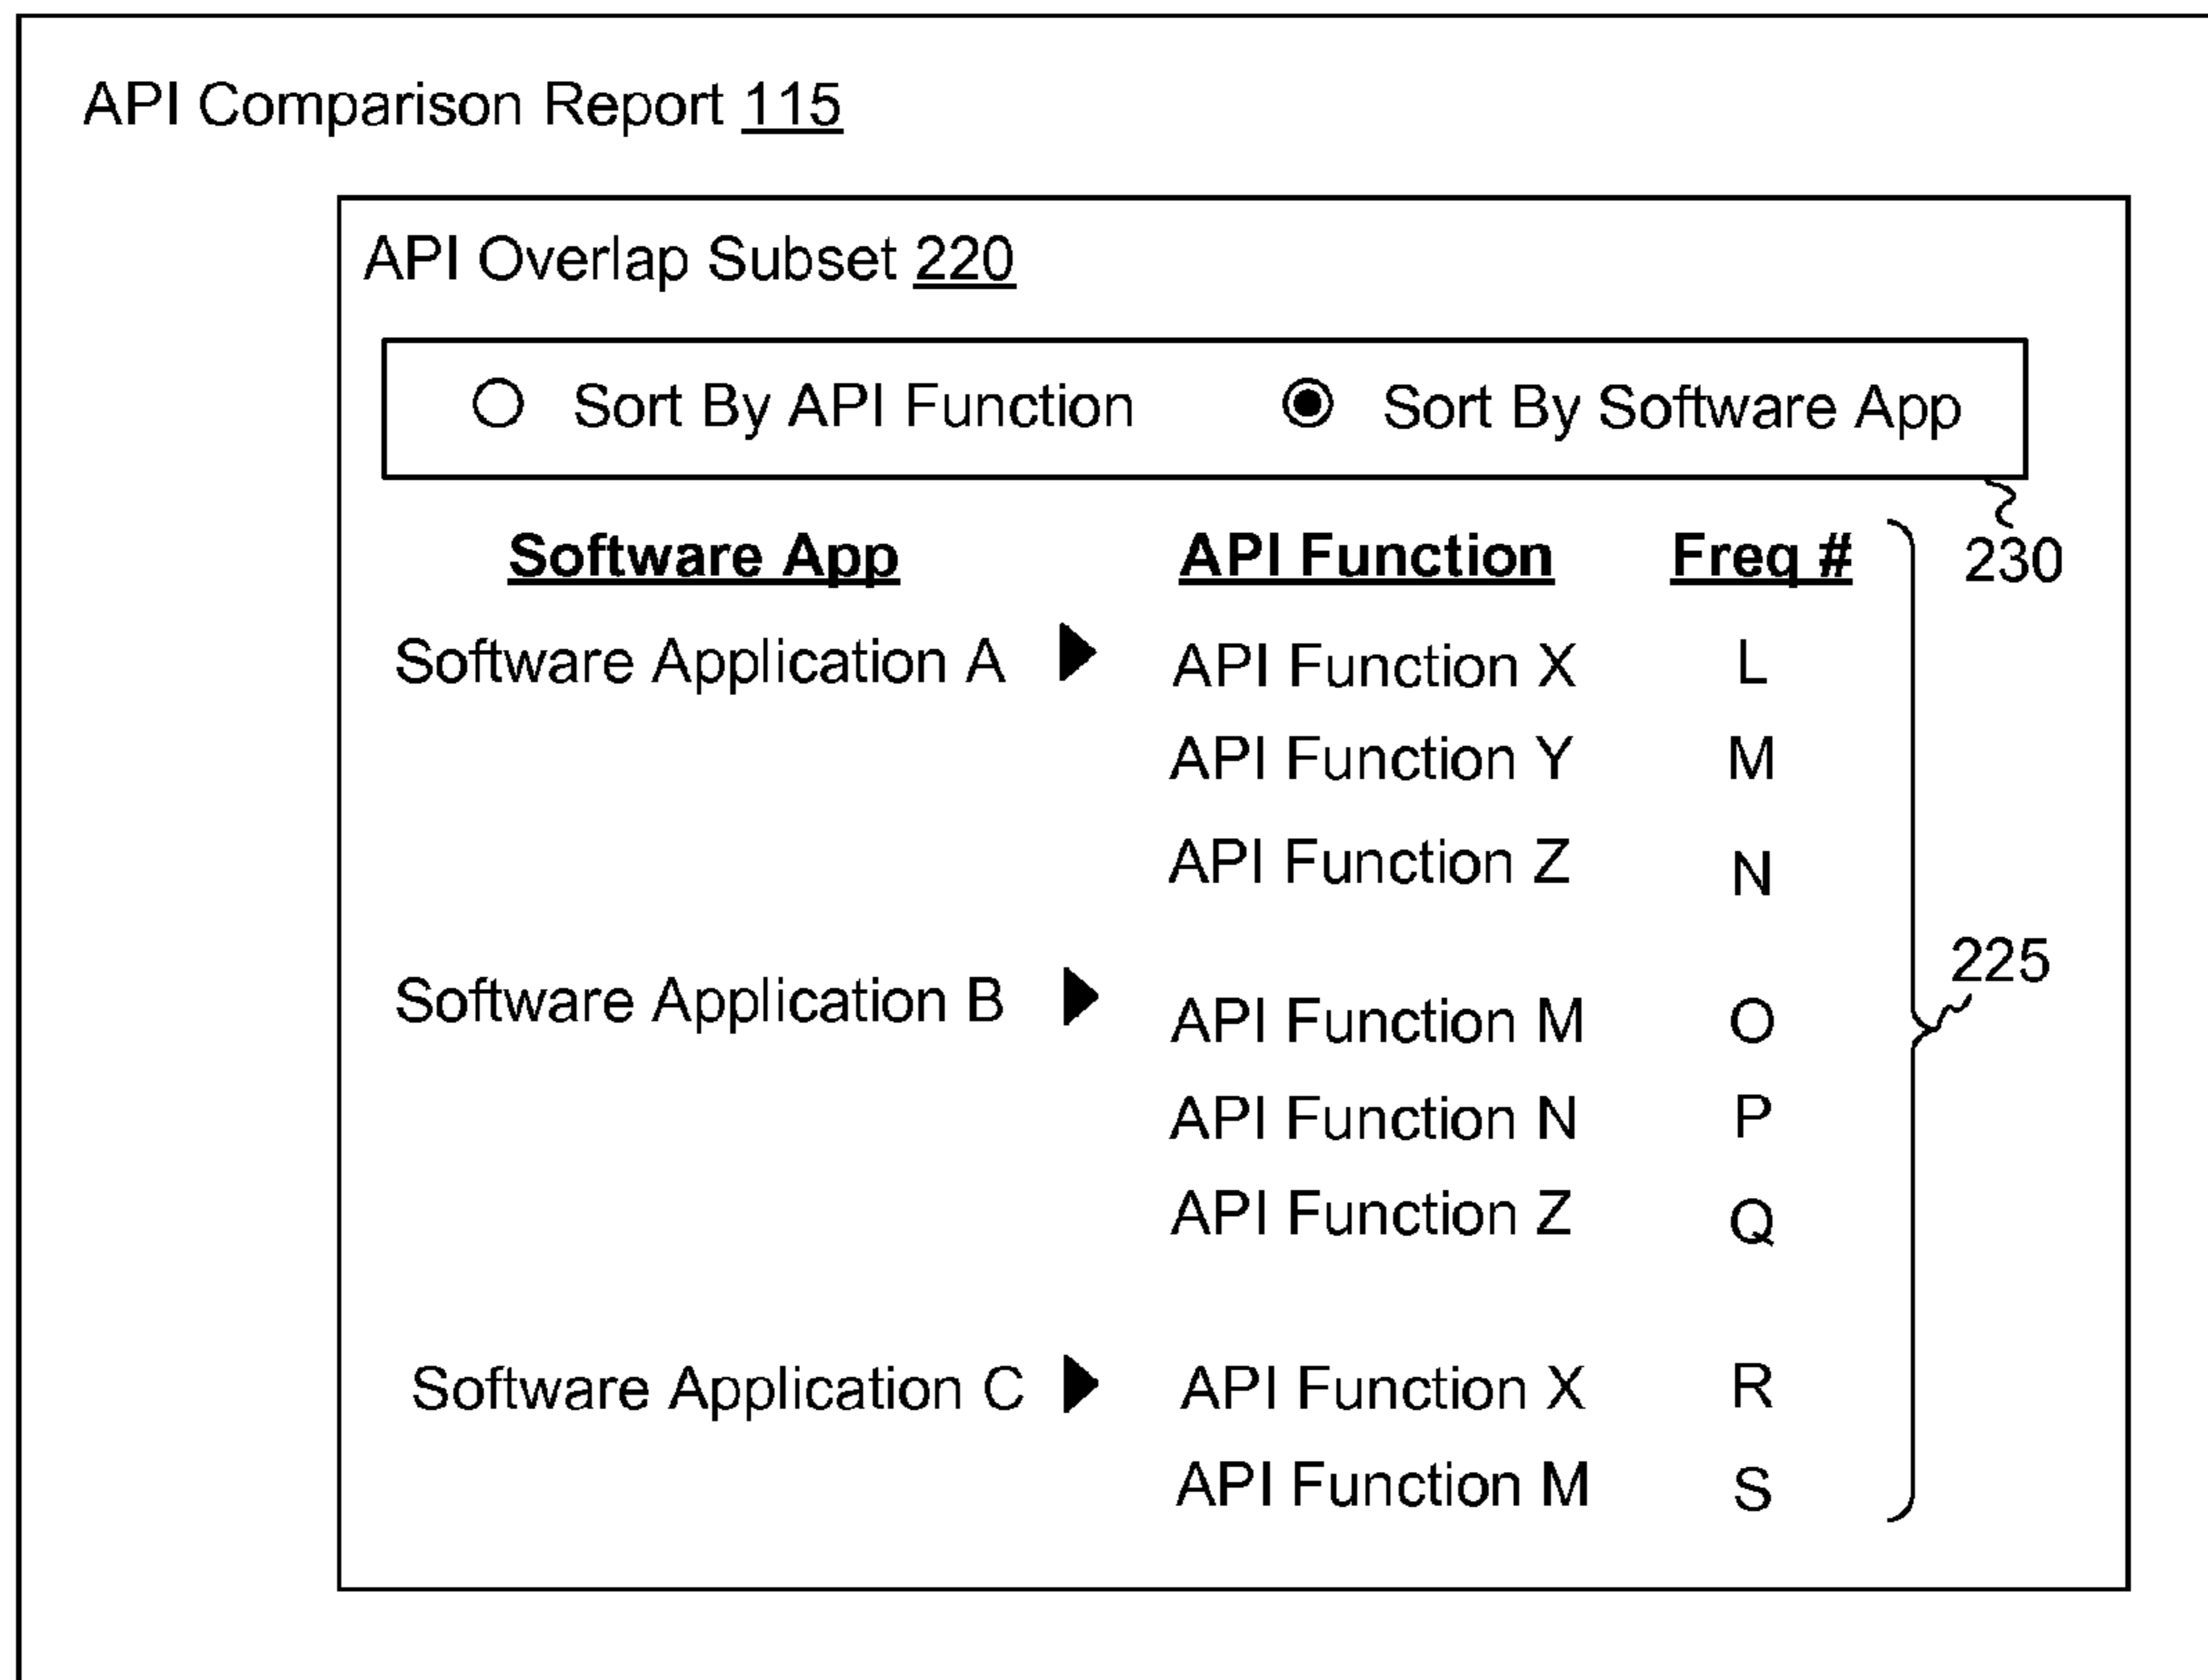 API Comparison Report 115
API Overlap Subset 220
Sort By API Function Sort By Software App
230
Software App API Function Freq #
Software Application A API Function X L
API Function Y M
API Function Z N
225
Software Application B API Function M O
API Function N P
API Function Z Q
Software Application C API Function X R
API Function M S